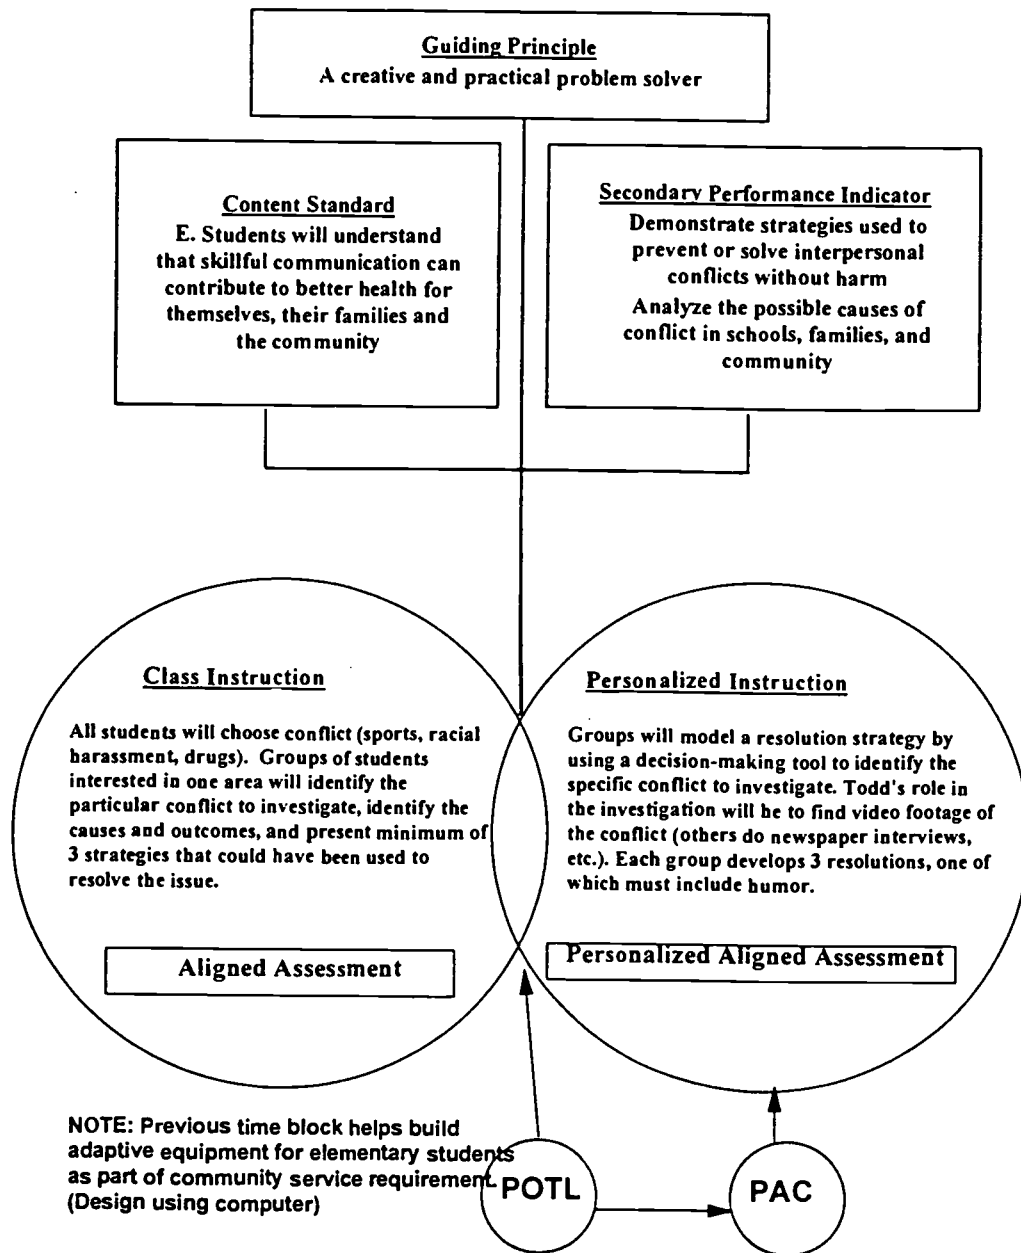 Guiding Principle
A creative and practical problem solver
Content Standard
E. Students will understand
that skillful communication can
contribute to better health for
themselves, their families and
the community
Secondary Performance Indicator
Demonstrate strategies used to
prevent or solve interpersonal
conflicts without harm
Analyze the possible causes of
conflict in schools, families, and
community
Class Instruction
All students will choose conflict (sports, racial
harassment, drugs). Groups of students
interested in one area will identify the
particular conflict to investigate, identify the
causes and outcomes, and present minimum of
3 strategies that could have been used to
resolve the issue.
Aligned Assessment
Personalized Instruction
Groups will model a resolution strategy by
using a decision-making tool to identify the
specific conflict to investigate. Todd's role in
the investigation will be to find video footage of
the conflict (others do newspaper interviews,
etc.). Each group develops 3 resolutions, one of
which must include humor.
Personalized Aligned Assessment
NOTE: Previous time block helps build
adaptive equipment for elementary students
as part of community service requirement.
(Design using computer)
POTL
PAC